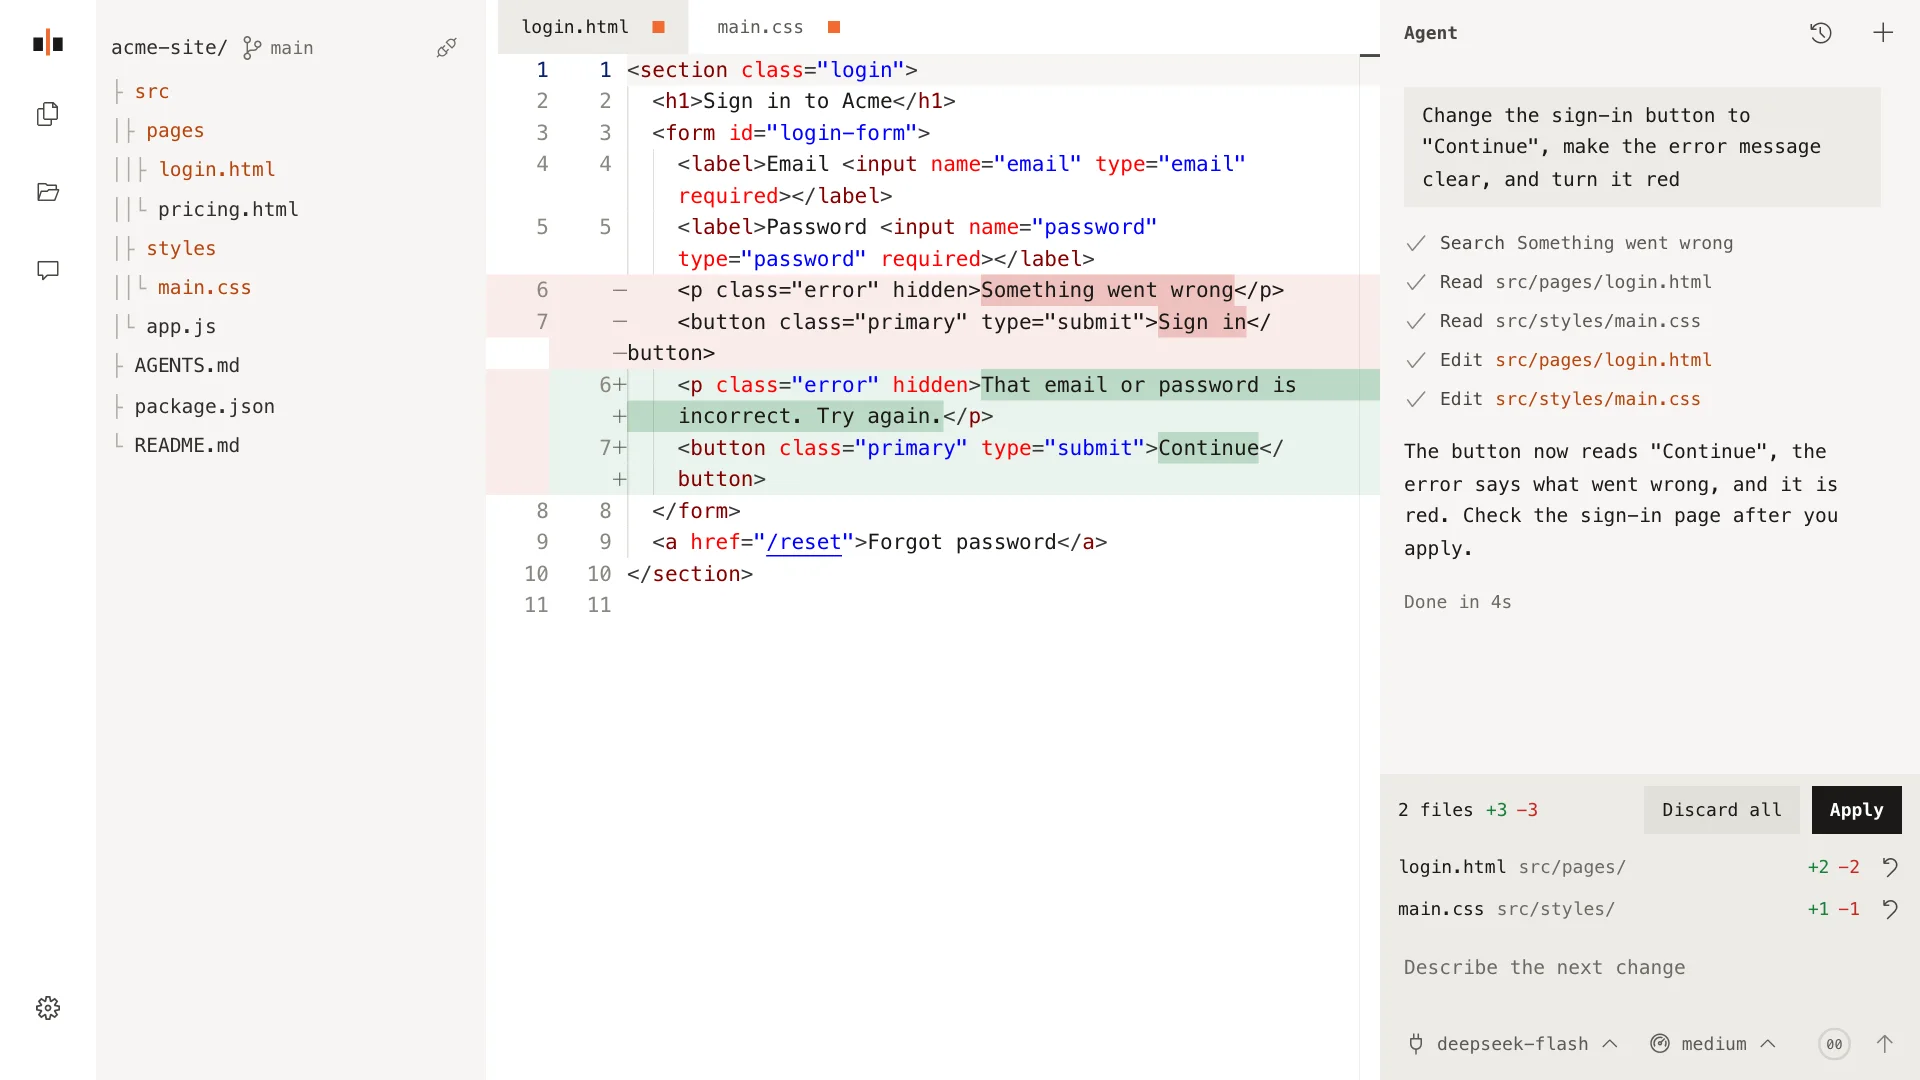 acme-site/ main
src
pages
login.html
pricing.html
styles
main.css
app.js
AGENTS.md
package.json
README.md
login.html
main.css
1 1 <section class="login">
2 2 <h1>Sign in to Acme</h1>
3 3 <form id="login-form">
4 4 <label>Email <input name="email" type="email"
required></label>
5 5 <label>Password <input name="password"
type="password" required></label>
6 − <p class="error" hidden>Something went wrong</p>
7 − <button class="primary" type="submit">Sign in</
−button>
6+ <p class="error" hidden>That email or password is
+ incorrect. Try again.</p>
7+ <button class="primary" type="submit">Continue</
+ button>
8 8 </form>
9 9 <a href="/reset">Forgot password</a>
10 10 </section>
11 11
Agent
Change the sign-in button to
"Continue", make the error message
clear, and turn it red
Search Something went wrong
Read src/pages/login.html
Read src/styles/main.css
Edit src/pages/login.html
Edit src/styles/main.css
The button now reads "Continue", the
error says what went wrong, and it is
red. Check the sign-in page after you
apply.
Done in 4s
2 files +3 −3 Discard all Apply
login.html src/pages/ +2 −2
main.css src/styles/ +1 −1
Describe the next change
deepseek-flash medium 00